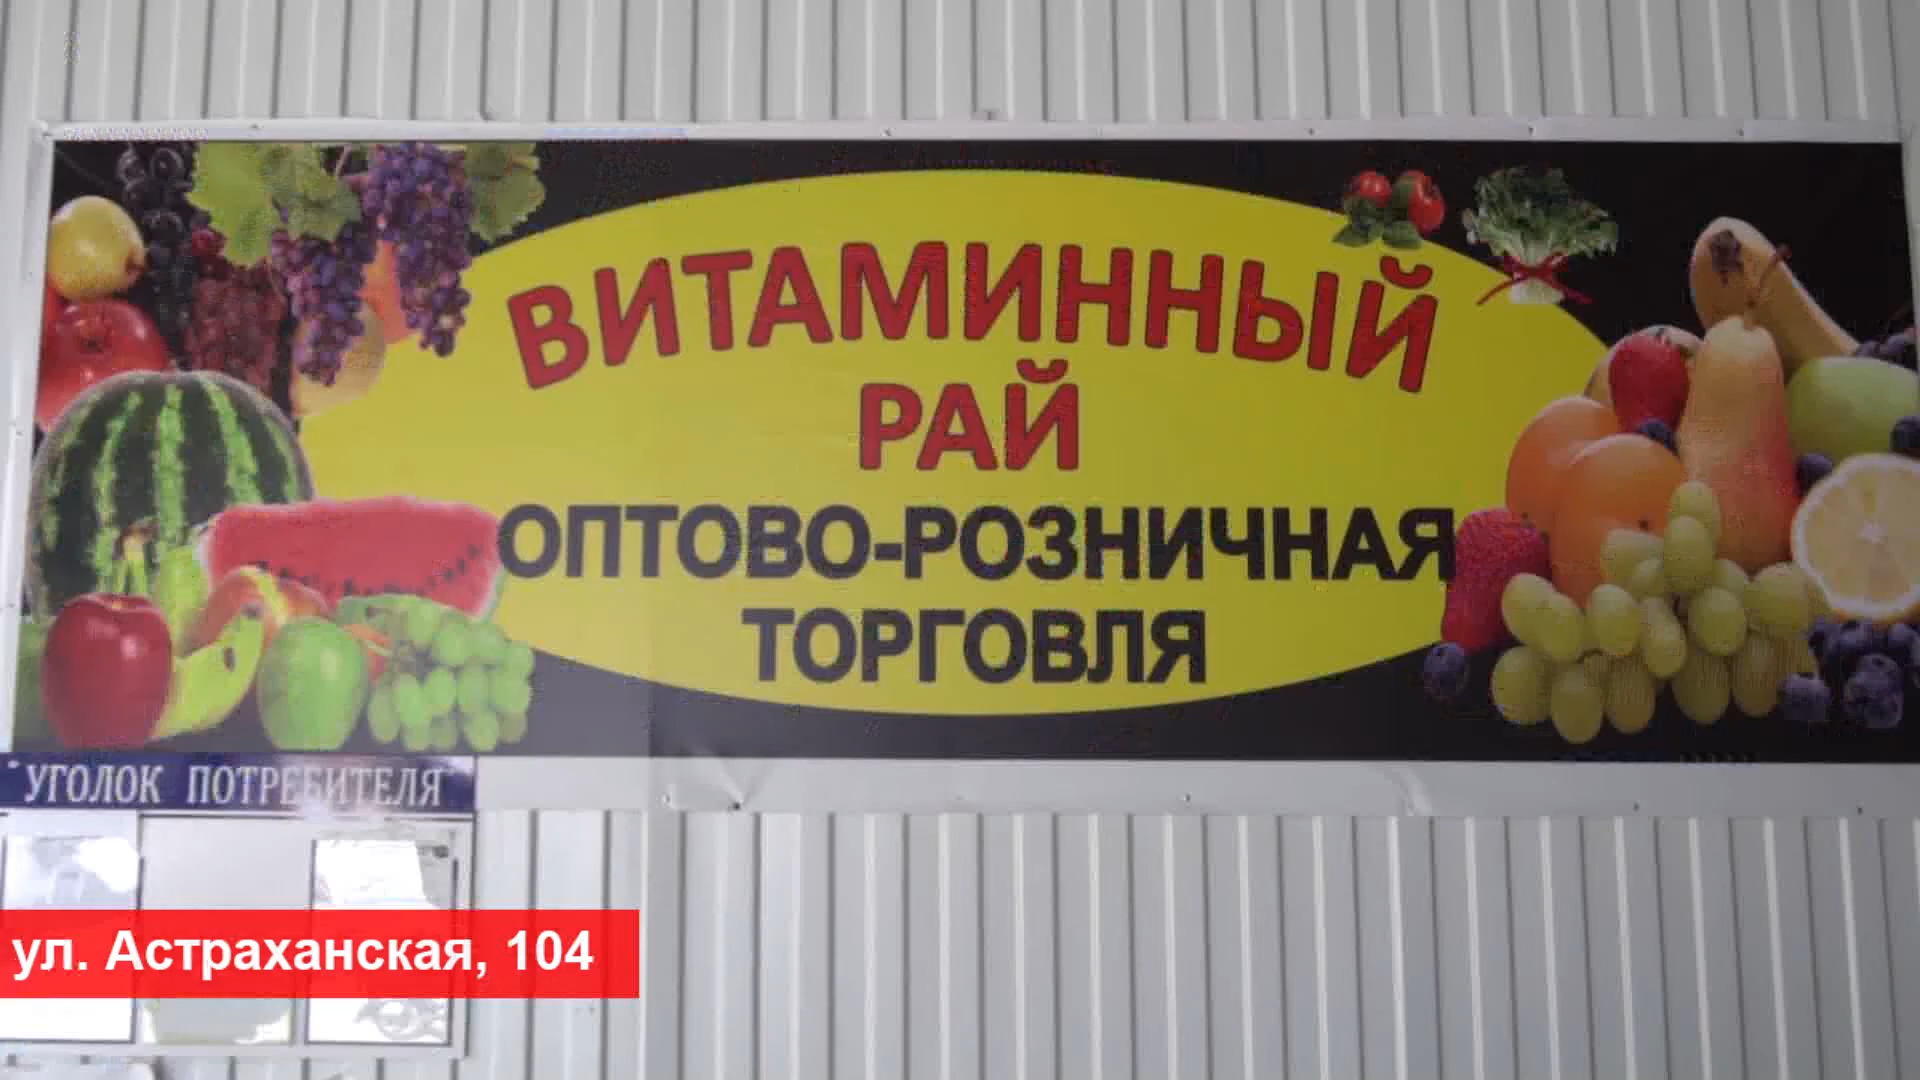 ВИТАМИННЫЙ
РАЙ
ОПТОВО-РОЗНИЧНАЯ
ТОРГОВЛЯ
"УГОЛОК ПОТРЕБИТЕЛЯ"
ул. Астраханская, 104